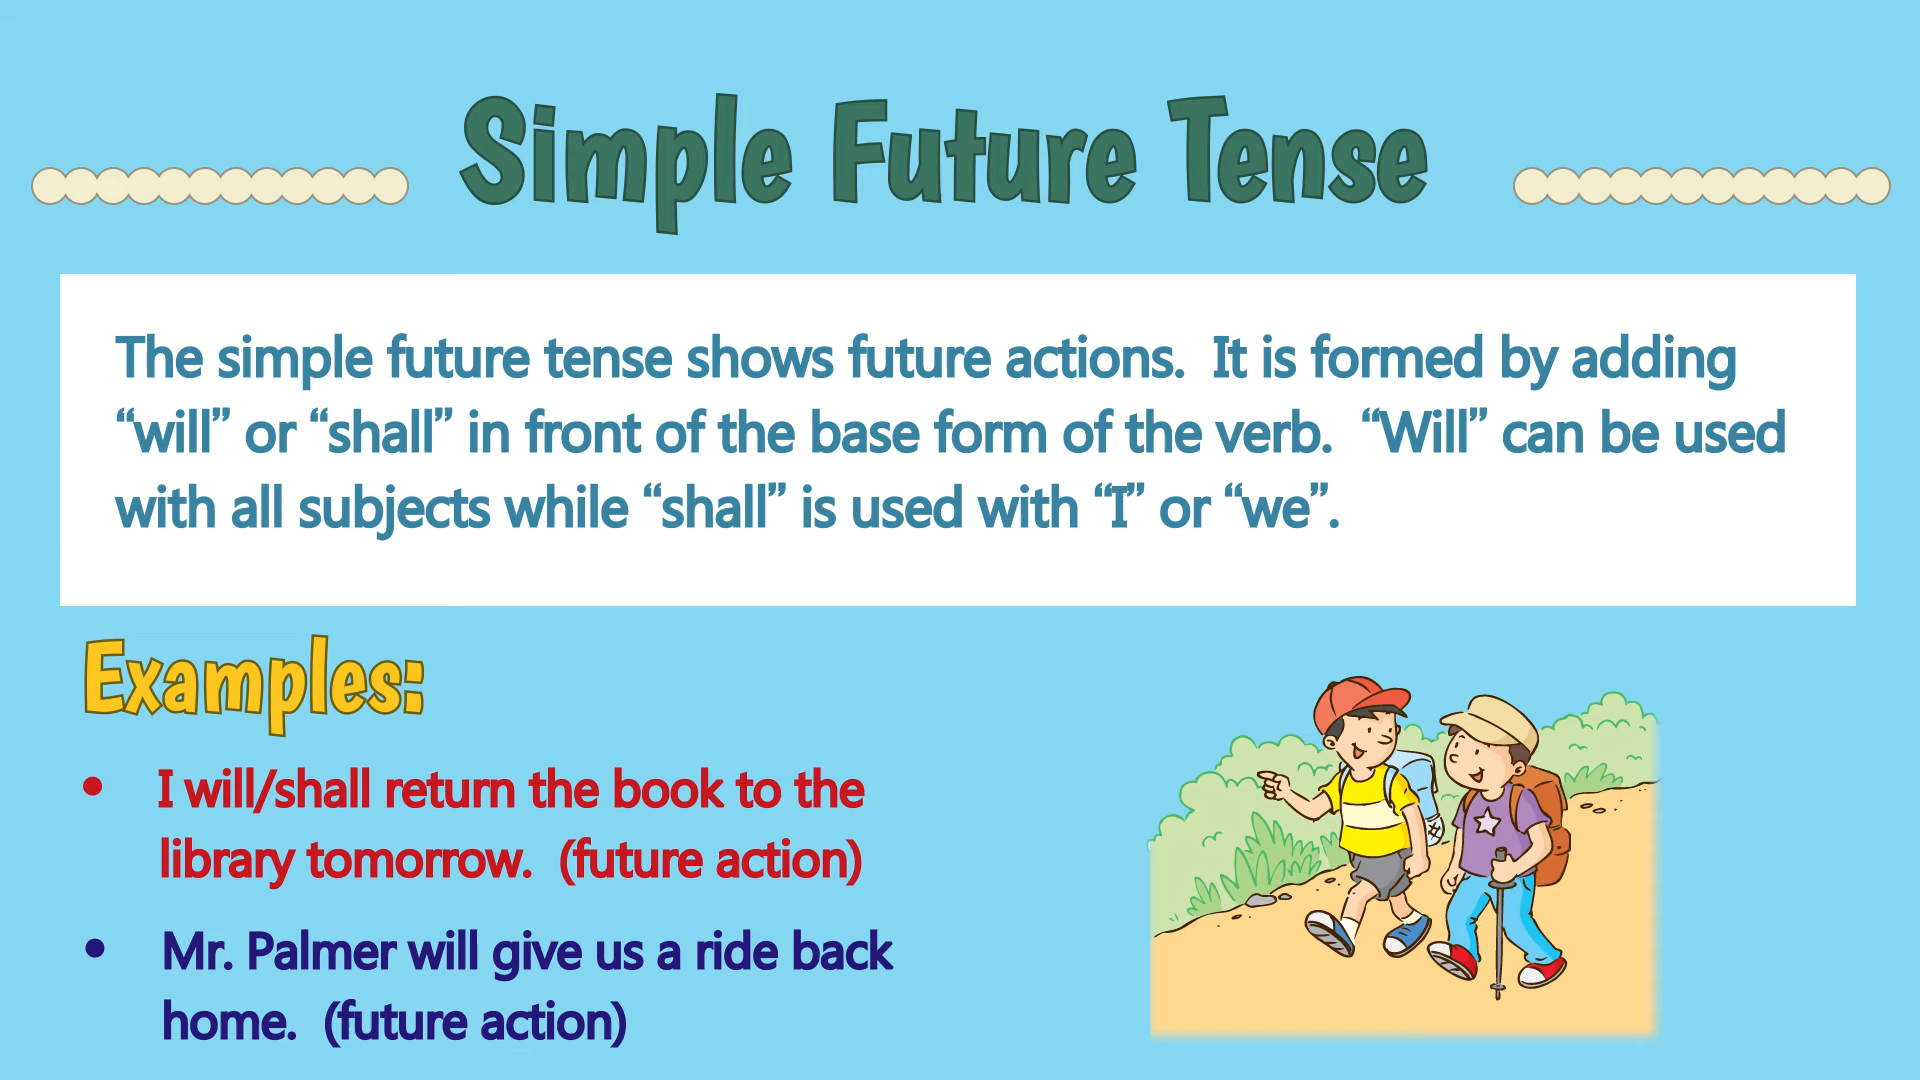 Simple Future Tense
The simple future tense shows future actions.  It is formed by adding
“will” or “shall” in front of the base form of the verb.  “Will” can be used
with all subjects while “shall” is used with “I” or “we”.
Examples:
• I will/shall return the book to the
library tomorrow.  (future action)
• Mr. Palmer will give us a ride back
home.  (future action)